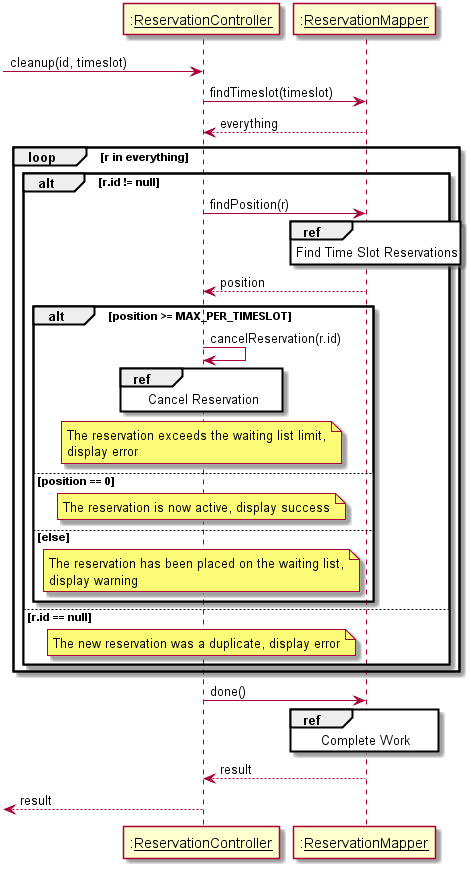 :ReservationController
:ReservationMapper
cleanup(id, timeslot)
findTimeslot(timeslot)
everything
loop
[r in everything]
alt
[r.id != null]
findPosition(r)
ref
Find Time Slot Reservations
position
alt
[position >= MAX_PER_TIMESLOT]
cancelReservation(r.id)
ref
Cancel Reservation
The reservation exceeds the waiting list limit,
display error
[position == 0]
The reservation is now active, display success
[else]
The reservation has been placed on the waiting list,
display warning
[r.id == null]
The new reservation was a duplicate, display error
done()
ref
Complete Work
result
result
:ReservationController
:ReservationMapper